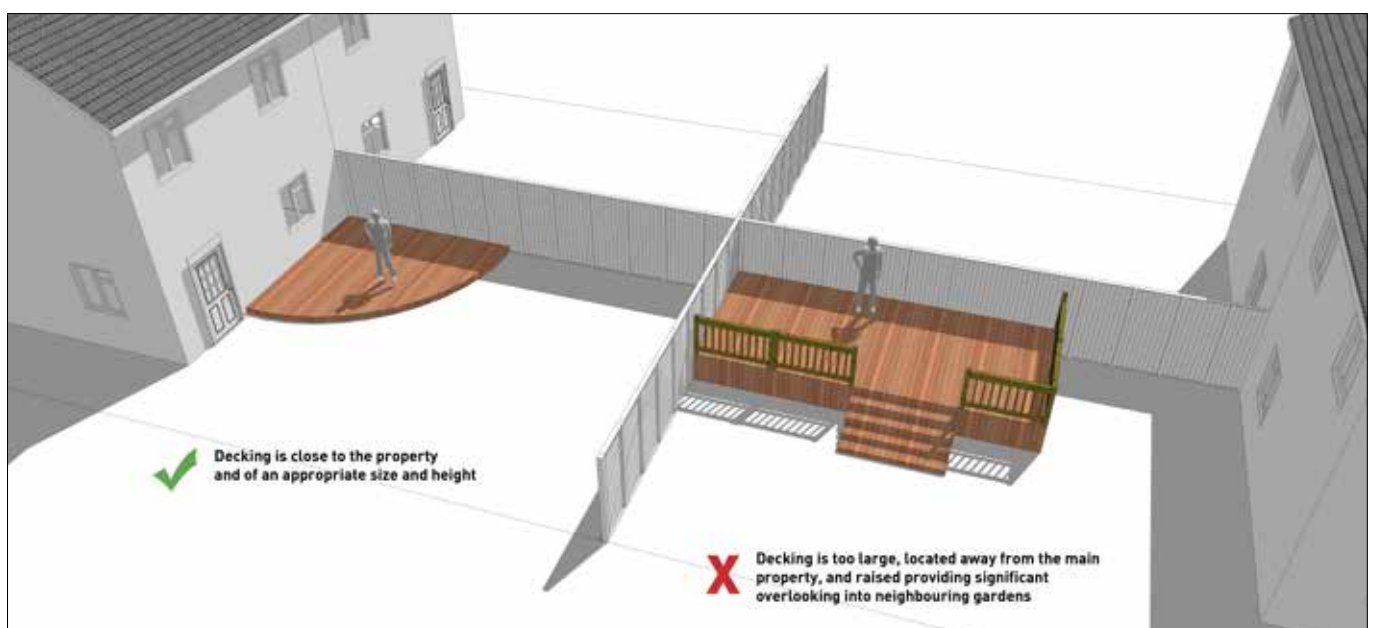 Decking is close to the property
and of an appropriate size and height
X Decking is too large, located away from the main
property, and raised providing significant
overlooking into neighbouring gardens